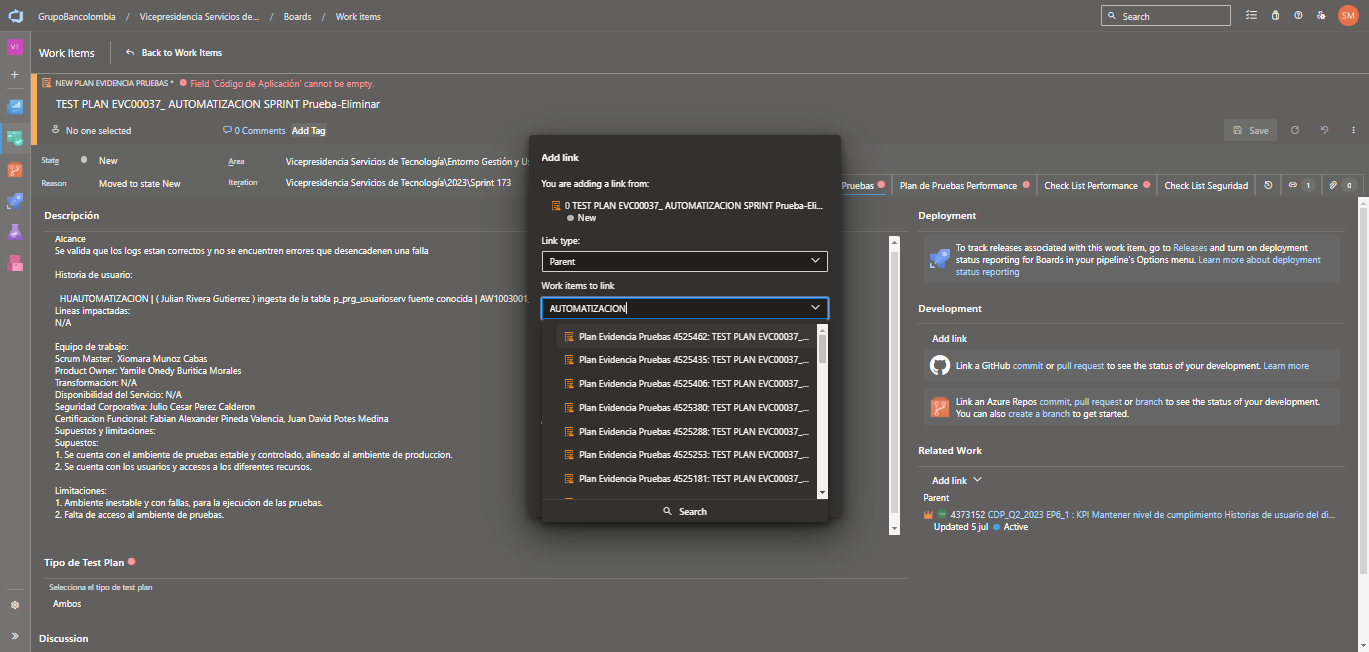 GrupoBancolombia / Vicepresidencia Servicios de... / Boards / Work items
Search
SM
VT
Work Items
Back to Work Items
NEW PLAN EVIDENCIA PRUEBAS * Field 'Código de Aplicación' cannot be empty.
TEST PLAN EVC00037_ AUTOMATIZACION SPRINT Prueba-Eliminar
No one selected
0 Comments
Add Tag
Save
State
New
Area
Vicepresidencia Servicios de Tecnología\Entorno Gestión y Us
Reason
Moved to state New
Iteration
Vicepresidencia Servicios de Tecnología\2023\Sprint 173
Pruebas
Plan de Pruebas Performance
Check List Performance
Check List Seguridad
1
0
Descripción
Alcance
Se valida que los logs estan correctos y no se encuentren errores que desencadenen una falla
Historia de usuario:
HUAUTOMATIZACION | ( Julian Rivera Gutierrez ) ingesta de la tabla p_prg_usuarioserv fuente conocida | AW1003001_
Lineas impactadas:
N/A
Equipo de trabajo:
Scrum Master: Xiomara Munoz Cabas
Product Owner: Yamile Onedy Buritica Morales
Transformacion: N/A
Disponibilidad del Servicio: N/A
Seguridad Corporativa: Julio Cesar Perez Calderon
Certificacion Funcional: Fabian Alexander Pineda Valencia, Juan David Potes Medina
Supuestos y limitaciones:
Supuestos:
1. Se cuenta con el ambiente de pruebas estable y controlado, alineado al ambiente de produccion.
2. Se cuenta con los usuarios y accesos a los diferentes recursos.
Limitaciones:
1. Ambiente inestable y con fallas, para la ejecucion de las pruebas.
2. Falta de acceso al ambiente de pruebas.
Tipo de Test Plan
Selecciona el tipo de test plan
Ambos
Discussion
Add link
You are adding a link from:
0 TEST PLAN EVC00037_ AUTOMATIZACION SPRINT Prueba-Eli...
New
Link type:
Parent
Work items to link
AUTOMATIZACION
Plan Evidencia Pruebas 4525462: TEST PLAN EVC00037_...
Plan Evidencia Pruebas 4525435: TEST PLAN EVC00037_...
Plan Evidencia Pruebas 4525406: TEST PLAN EVC00037_...
Plan Evidencia Pruebas 4525380: TEST PLAN EVC00037_...
Plan Evidencia Pruebas 4525288: TEST PLAN EVC00037_...
Plan Evidencia Pruebas 4525253: TEST PLAN EVC00037_...
Plan Evidencia Pruebas 4525181: TEST PLAN EVC00037_...
Search
Deployment
To track releases associated with this work item, go to Releases and turn on deployment
status reporting for Boards in your pipeline's Options menu. Learn more about deployment
status reporting
Development
Add link
Link a GitHub commit or pull request to see the status of your development. Learn more
Link an Azure Repos commit, pull request or branch to see the status of your development.
You can also create a branch to get started.
Related Work
Add link
Parent
4373152 CDP_Q2_2023 EP6_1 : KPI Mantener nivel de cumplimiento Historias de usuario del di...
Updated 5 jul Active